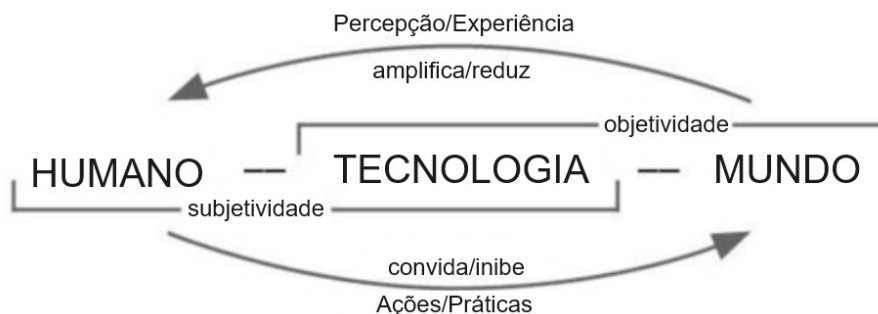 Percepção/Experiência
amplifica/reduz
objetividade
HUMANO -- TECNOLOGIA -- MUNDO
subjetividade
convida/inibe
Ações/Práticas